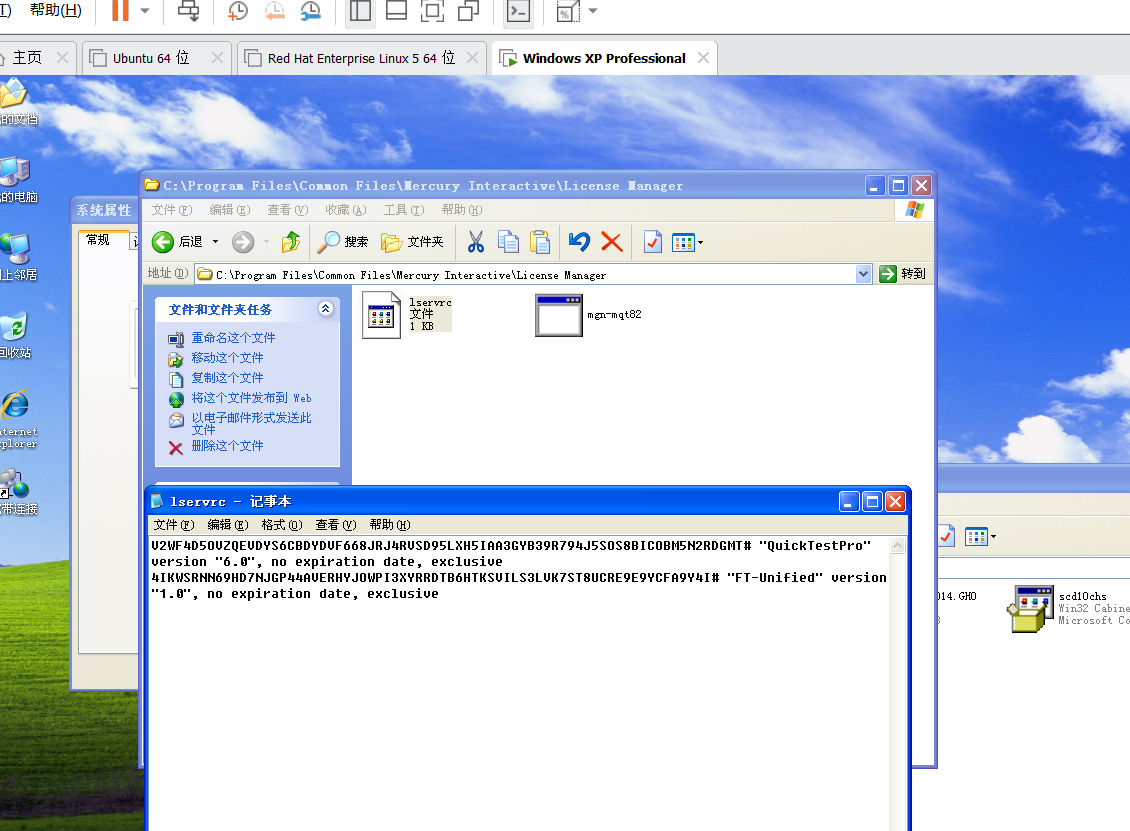 T) 帮助(H)
主页
Ubuntu 64 位
Red Hat Enterprise Linux 5 64 位
Windows XP Professional
的文档
的电脑
上邻居
回收站
系统属性
常规
C:\Program Files\Common Files\Mercury Interactive\License Manager
文件(F) 编辑(E) 查看(V) 收藏(A) 工具(T) 帮助(H)
后退 搜索 文件夹
地址(D) C:\Program Files\Common Files\Mercury Interactive\License Manager 转到
文件和文件夹任务
重命名这个文件
移动这个文件
复制这个文件
将这个文件发布到 Web
以电子邮件形式发送此
文件
删除这个文件
lservrc
文件
1 KB
mgn-mqt82
lservrc - 记事本
文件(F) 编辑(E) 格式(O) 查看(V) 帮助(H)
V2WF4D5OVZQEVDYS6CBDYDVF668JRJ4RVSD95LXH5IAA3GYB39R794J5SOS8BICOBM5N2RDGMT# "QuickTestPro"
version "6.0", no expiration date, exclusive
4IKWSRNN69HD7NJGP44AVERHYJOWPI3XYRRDTB6HTKSVILS3LVK7ST8UCRE9E9YCFA9Y4I# "FT-Unified" version
"1.0", no expiration date, exclusive
014.GHO
scd10chs
Win32 Cabine
Microsoft Co